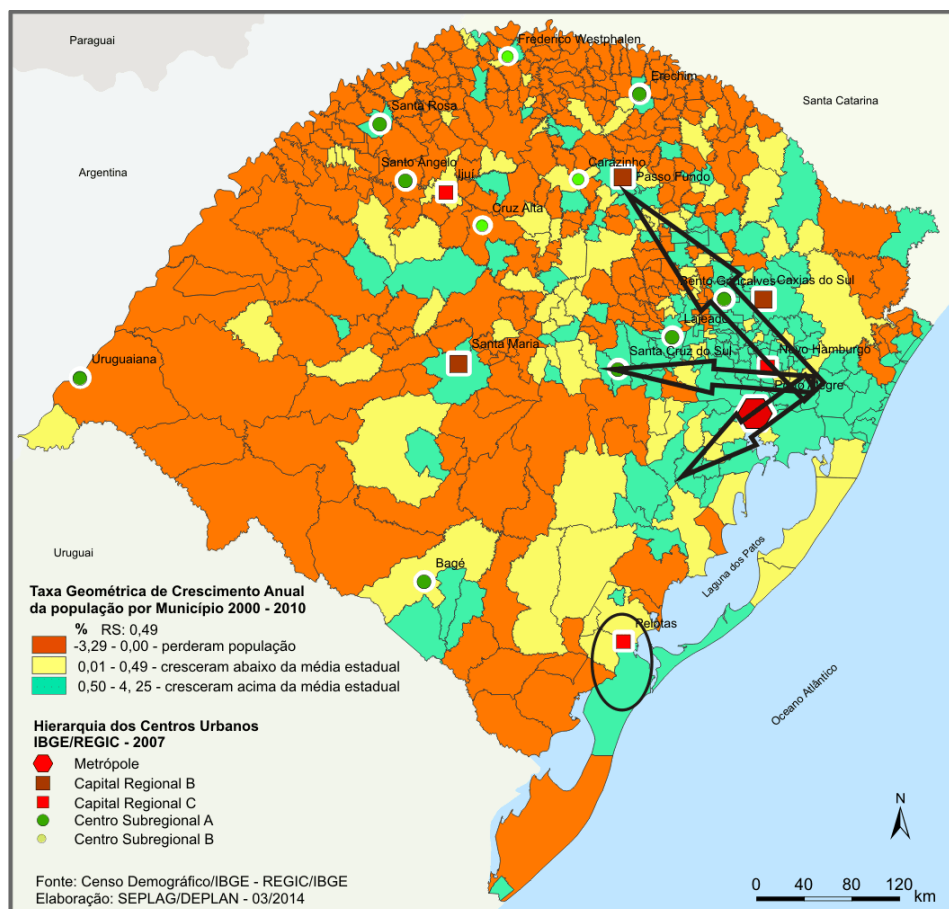 Paraguai
Frederico Westphalen
Erechim
Santa Catarina
Santa Rosa
Argentina
Santo Ângelo
Ijuí
Carazinho
Passo Fundo
Cruz Alta
Bento Gonçalves
Caxias do Sul
Lajeado
Santa Maria
Santa Cruz do Sul
Novo Hamburgo
Uruguaiana
Porto Alegre
Uruguai
Bagé
Laguna dos Patos
Pelotas
Oceano Atlântico
Taxa Geométrica de Crescimento Anual
da população por Município 2000 - 2010
% RS: 0,49
-3,29 - 0,00 - perderam população
0,01 - 0,49 - cresceram abaixo da média estadual
0,50 - 4, 25 - cresceram acima da média estadual
Hierarquia dos Centros Urbanos
IBGE/REGIC - 2007
Metrópole
Capital Regional B
Capital Regional C
Centro Subregional A
Centro Subregional B
Fonte: Censo Demográfico/IBGE - REGIC/IBGE
Elaboração: SEPLAG/DEPLAN - 03/2014
N
0 40 80 120
km